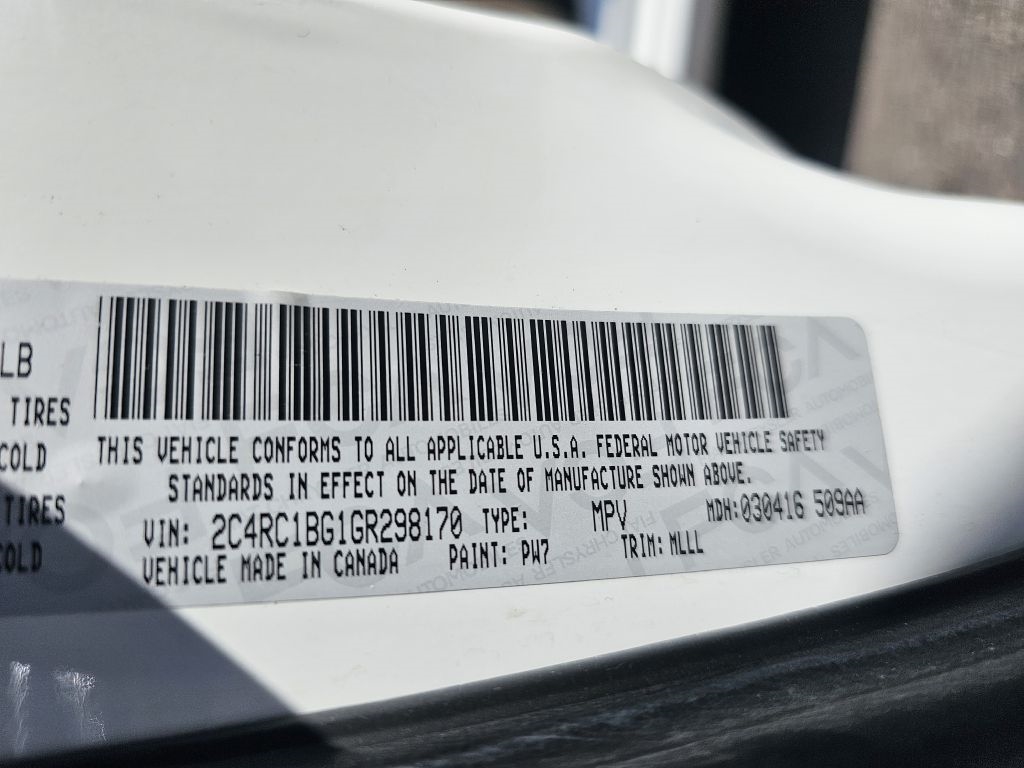 LB
TIRES
COLD
TIRES
COLD
THIS VEHICLE CONFORMS TO ALL APPLICABLE U.S.A. FEDERAL MOTOR VEHICLE SAFETY
STANDARDS IN EFFECT ON THE DATE OF MANUFACTURE SHOWN ABOVE.
VIN: 2C4RC1BG1GR298170 TYPE: MPV MDH:030416 509AA
VEHICLE MADE IN CANADA PAINT: PW7 TRIM: MLLL